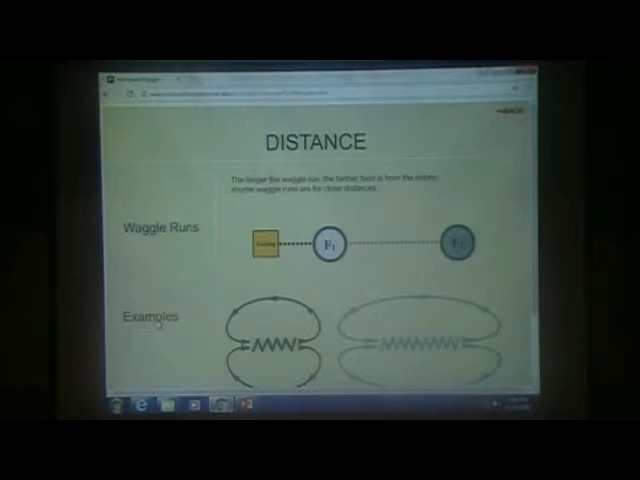 DISTANCE
The larger the waggle run, the farther food is from the colony;
shorter waggle runs are for close distances.
Waggle Runs
F₁
F₂
Examples